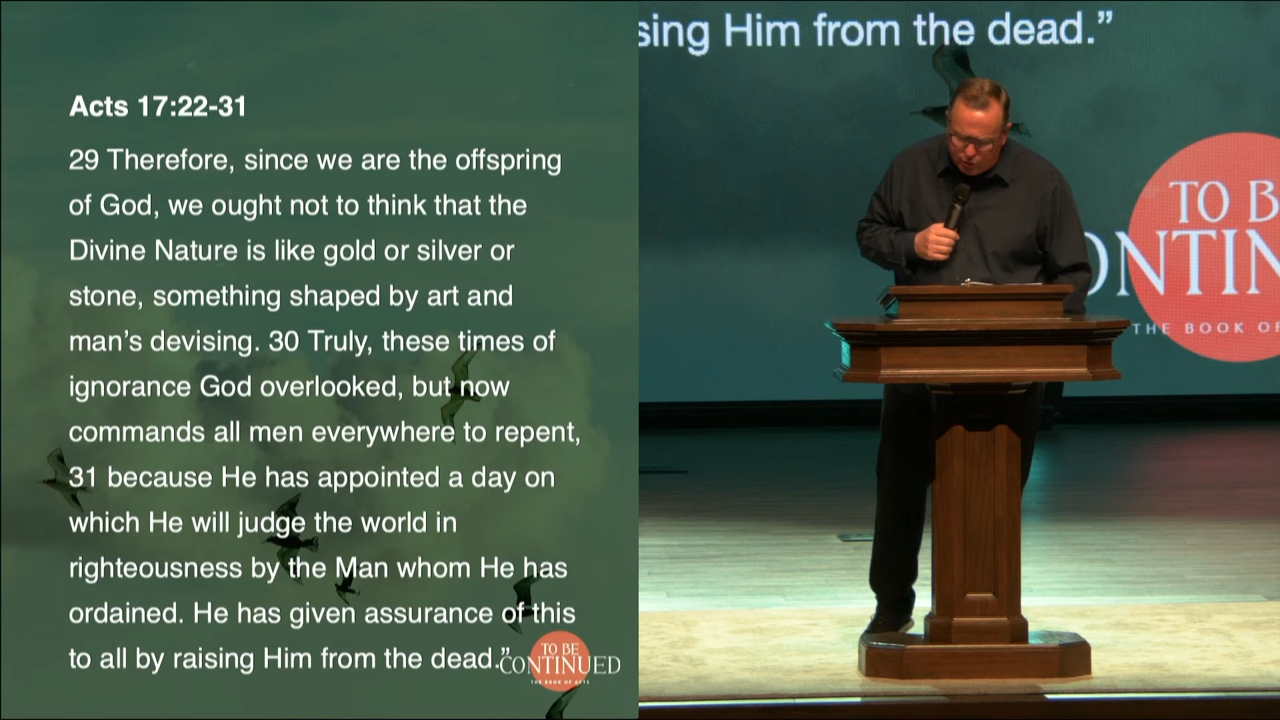 Acts 17:22-31
29 Therefore, since we are the offspring
of God, we ought not to think that the
Divine Nature is like gold or silver or
stone, something shaped by art and
man’s devising. 30 Truly, these times of
ignorance God overlooked, but now
commands all men everywhere to repent,
31 because He has appointed a day on
which He will judge the world in
righteousness by the Man whom He has
ordained. He has given assurance of this
to all by raising Him from the dead.”
TO BE
CONTINUED
THE BOOK OF ACTS
sing Him from the dead.”
TO B
ONTIN
THE BOOK OF